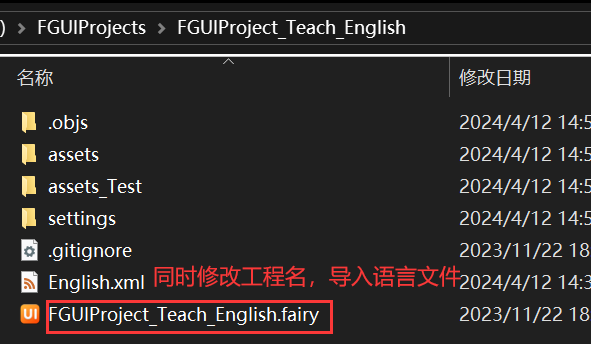 ) › FGUIProjects › FGUIProject_Teach_English
名称 修改日期
.objs 2024/4/12 14:5
assets 2024/4/12 14:5
assets_Test 2024/4/12 14:5
settings 2024/4/12 14:5
.gitignore 2023/11/22 18
同时修改工程名，导入语言文件
English.xml 2024/4/12 14:3
UI FGUIProject_Teach_English.fairy 2023/11/22 18